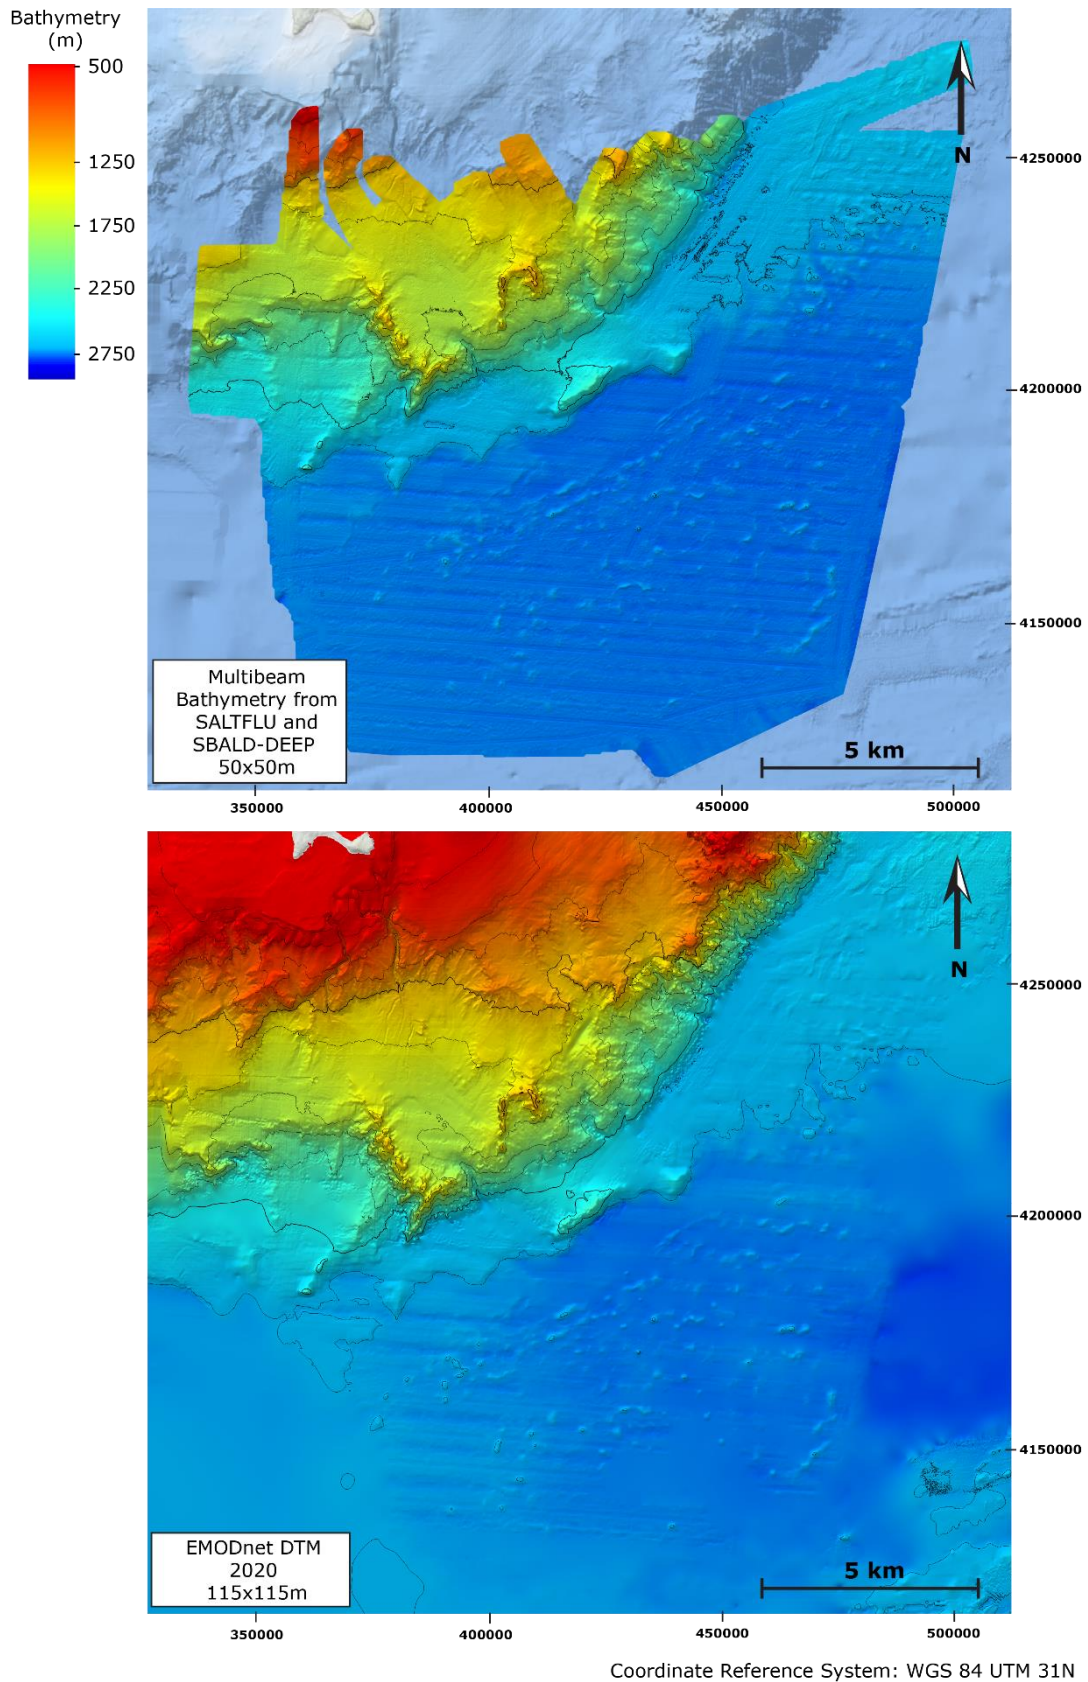 Bathymetry
(m)
500
1250
1750
2250
2750
N
4250000
4200000
4150000
Multibeam
Bathymetry from
SALTFLU and
SBALD-DEEP
50x50m
5 km
350000 400000 450000 500000
N
4250000
4200000
4150000
EMODnet DTM
2020
115x115m
5 km
350000 400000 450000 500000
Coordinate Reference System: WGS 84 UTM 31N